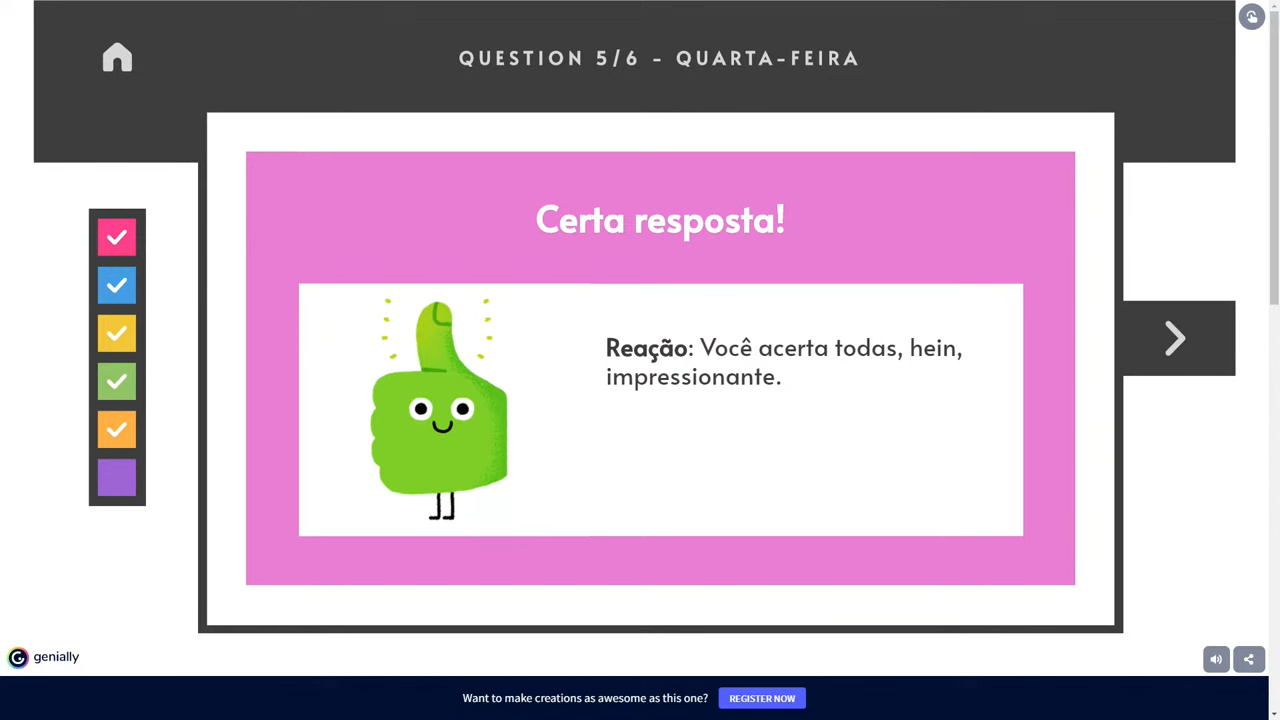 QUESTION 5/6 - QUARTA-FEIRA
Certa resposta!
Reação: Você acerta todas, hein,
impressionante.
genially
Want to make creations as awesome as this one? REGISTER NOW